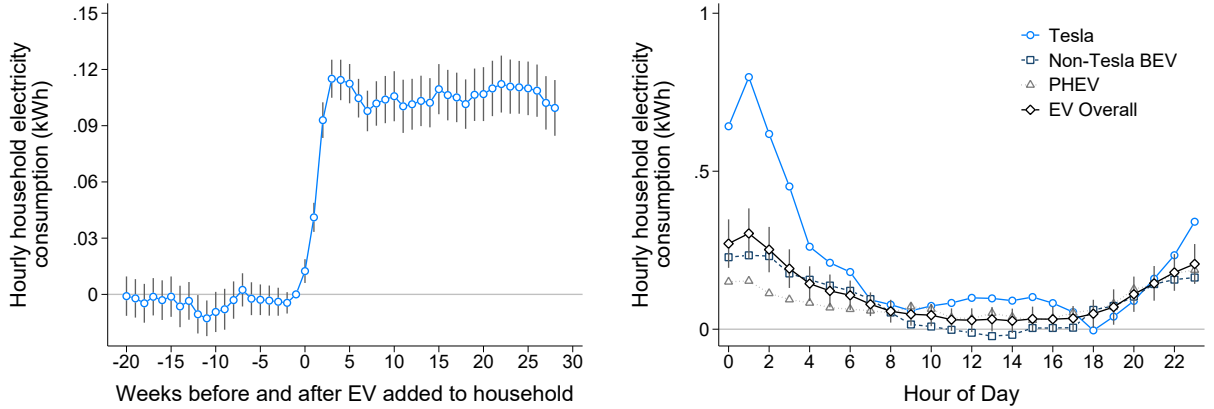 Hourly household electricity
consumption (kWh)
.15
.12
.09
.06
.03
0
-20 -15 -10 -5 0 5 10 15 20 25 30
Weeks before and after EV added to household
Hourly household electricity
consumption (kWh)
1
.5
0
Tesla
Non-Tesla BEV
PHEV
EV Overall
0 2 4 6 8 10 12 14 16 18 20 22
Hour of Day